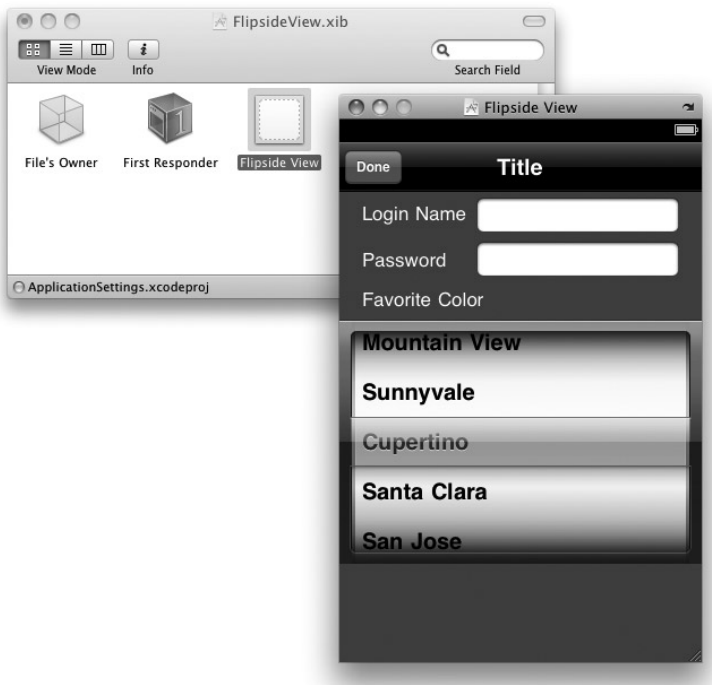 FlipsideView.xib
View Mode
Info
Search Field
File's Owner
First Responder
Flipside View
ApplicationSettings.xcodeproj
Flipside View
Done
Title
Login Name
Password
Favorite Color
Mountain View
Sunnyvale
Cupertino
Santa Clara
San Jose